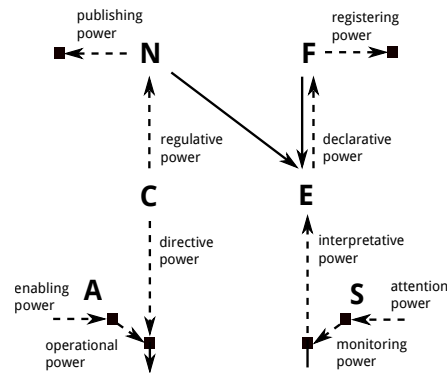 publishing
power
registering
power
N
F
regulative
power
declarative
power
C
E
directive
power
interpretative
power
enabling
power
A
S
attention
power
operational
power
monitoring
power